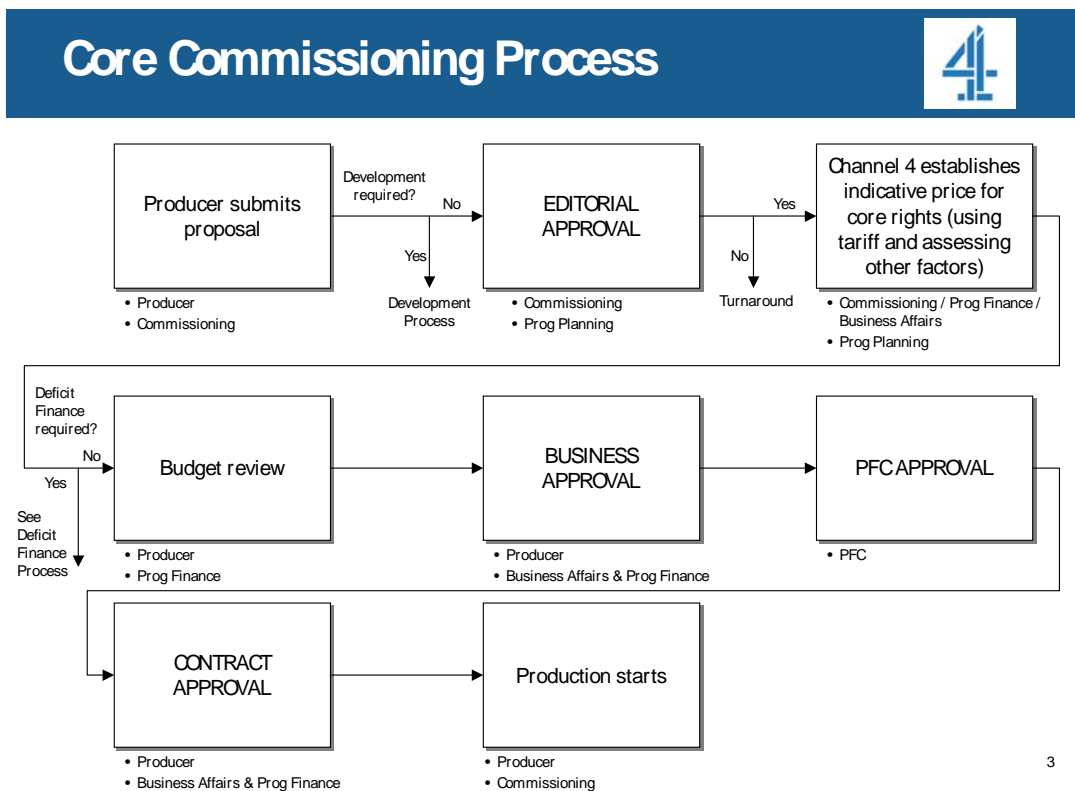 Core Commissioning Process
4
Producer submits
proposal
• Producer
• Commissioning
Development
required?
No
Yes
Development
Process
EDITORIAL
APPROVAL
• Commissioning
• Prog Planning
Yes
No
Turnaround
Channel 4 establishes
indicative price for
core rights (using
tariff and assessing
other factors)
• Commissioning / Prog Finance /
Business Affairs
• Prog Planning
Deficit
Finance
required?
No
Yes
See
Deficit
Finance
Process
Budget review
• Producer
• Prog Finance
BUSINESS
APPROVAL
• Producer
• Business Affairs & Prog Finance
PFC APPROVAL
• PFC
CONTRACT
APPROVAL
• Producer
• Business Affairs & Prog Finance
Production starts
• Producer
• Commissioning
3